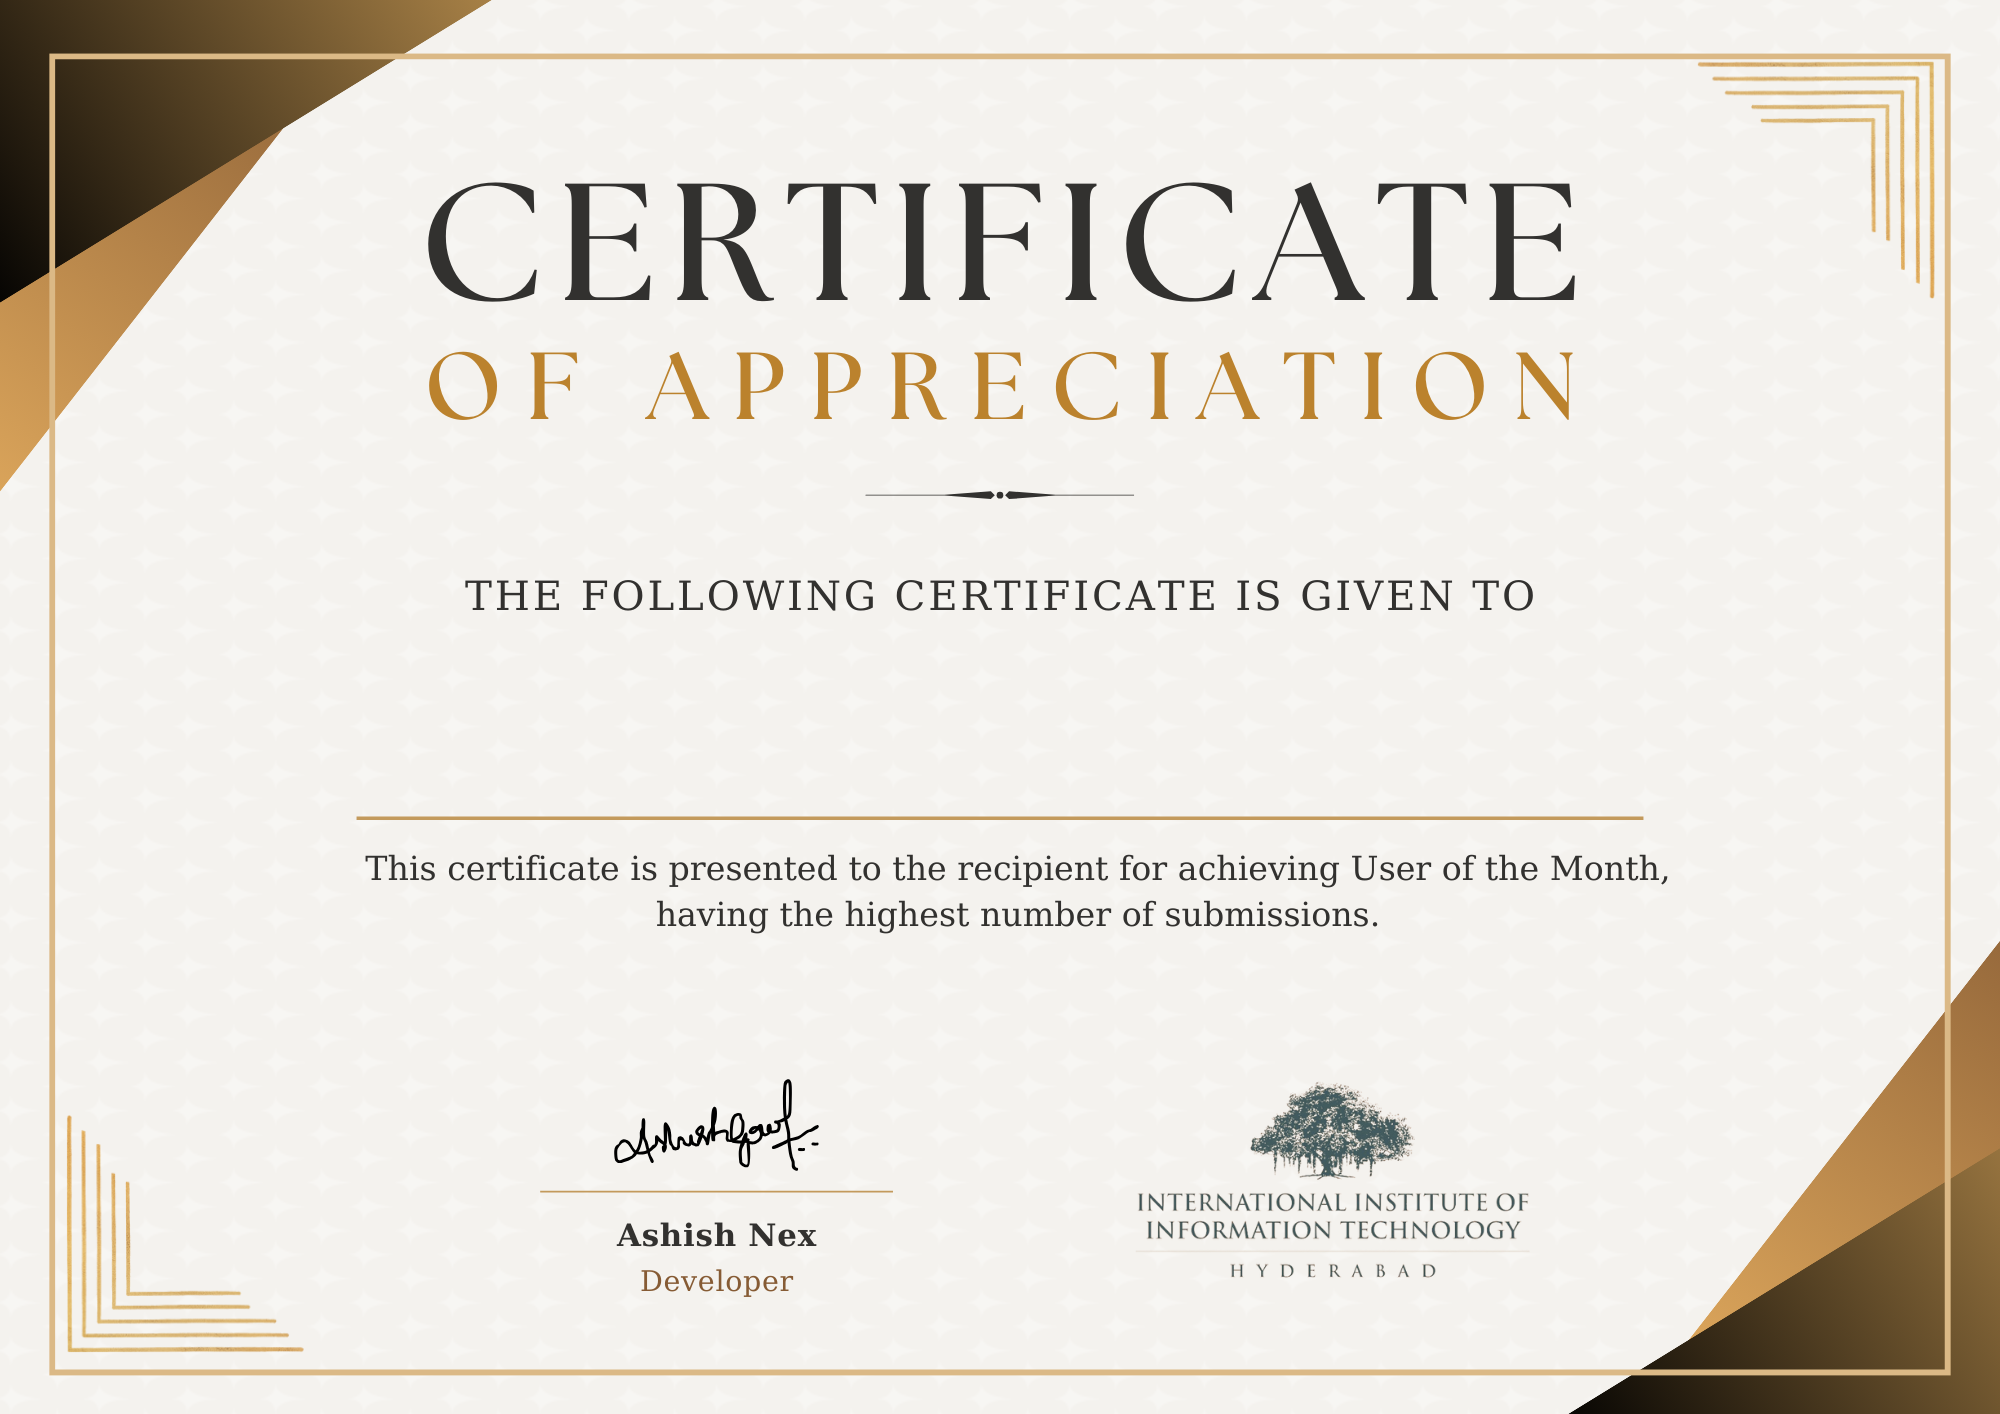 CERTIFICATE
OF APPRECIATION
THE FOLLOWING CERTIFICATE IS GIVEN TO
This certificate is presented to the recipient for achieving User of the Month,
having the highest number of submissions.
Ashish Nex
Developer
INTERNATIONAL INSTITUTE OF
INFORMATION TECHNOLOGY
HYDERABAD